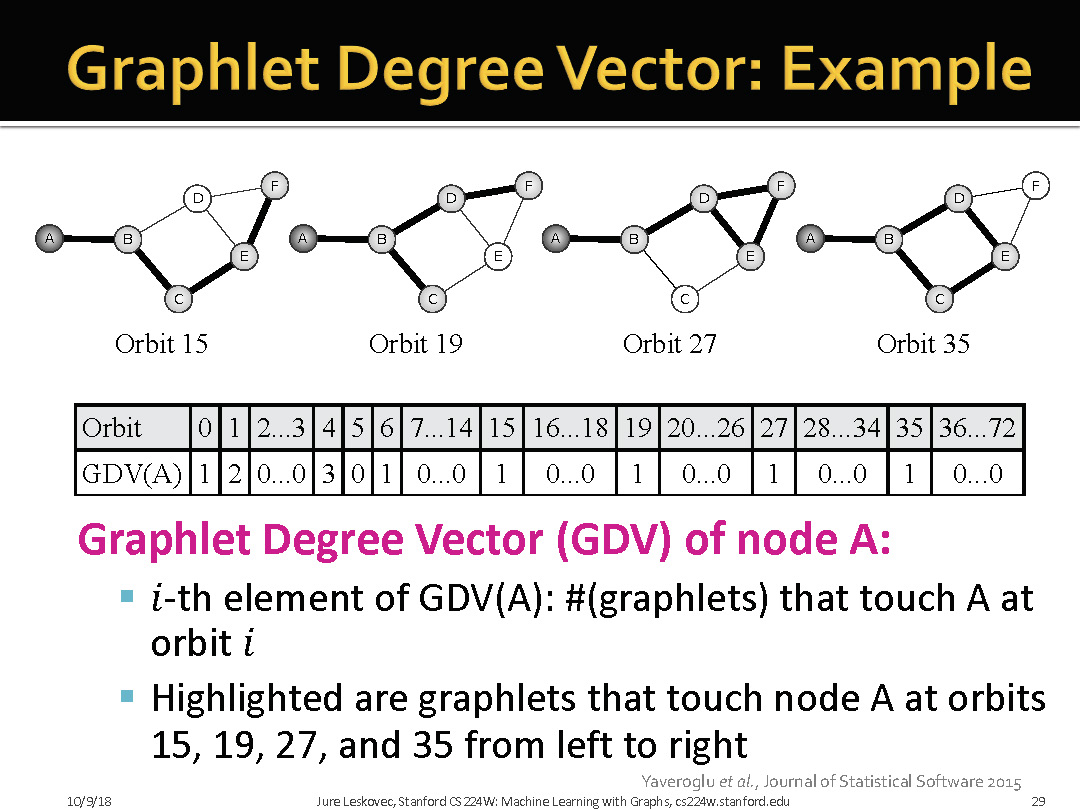 Graphlet Degree Vector: Example
A B C D E F
A B C D E F
A B C D E F
A B C D E F
Orbit 15 Orbit 19 Orbit 27 Orbit 35
Orbit 0 1 2...3 4 5 6 7...14 15 16...18 19 20...26 27 28...34 35 36...72
GDV(A) 1 2 0...0 3 0 1 0...0 1 0...0 1 0...0 1 0...0 1 0...0
Graphlet Degree Vector (GDV) of node A:
▪ 𝑖-th element of GDV(A): #(graphlets) that touch A at
orbit 𝑖
▪ Highlighted are graphlets that touch node A at orbits
15, 19, 27, and 35 from left to right
Yaveroglu et al., Journal of Statistical Software 2015
10/9/18 Jure Leskovec, Stanford CS224W: Machine Learning with Graphs, cs224w.stanford.edu 29